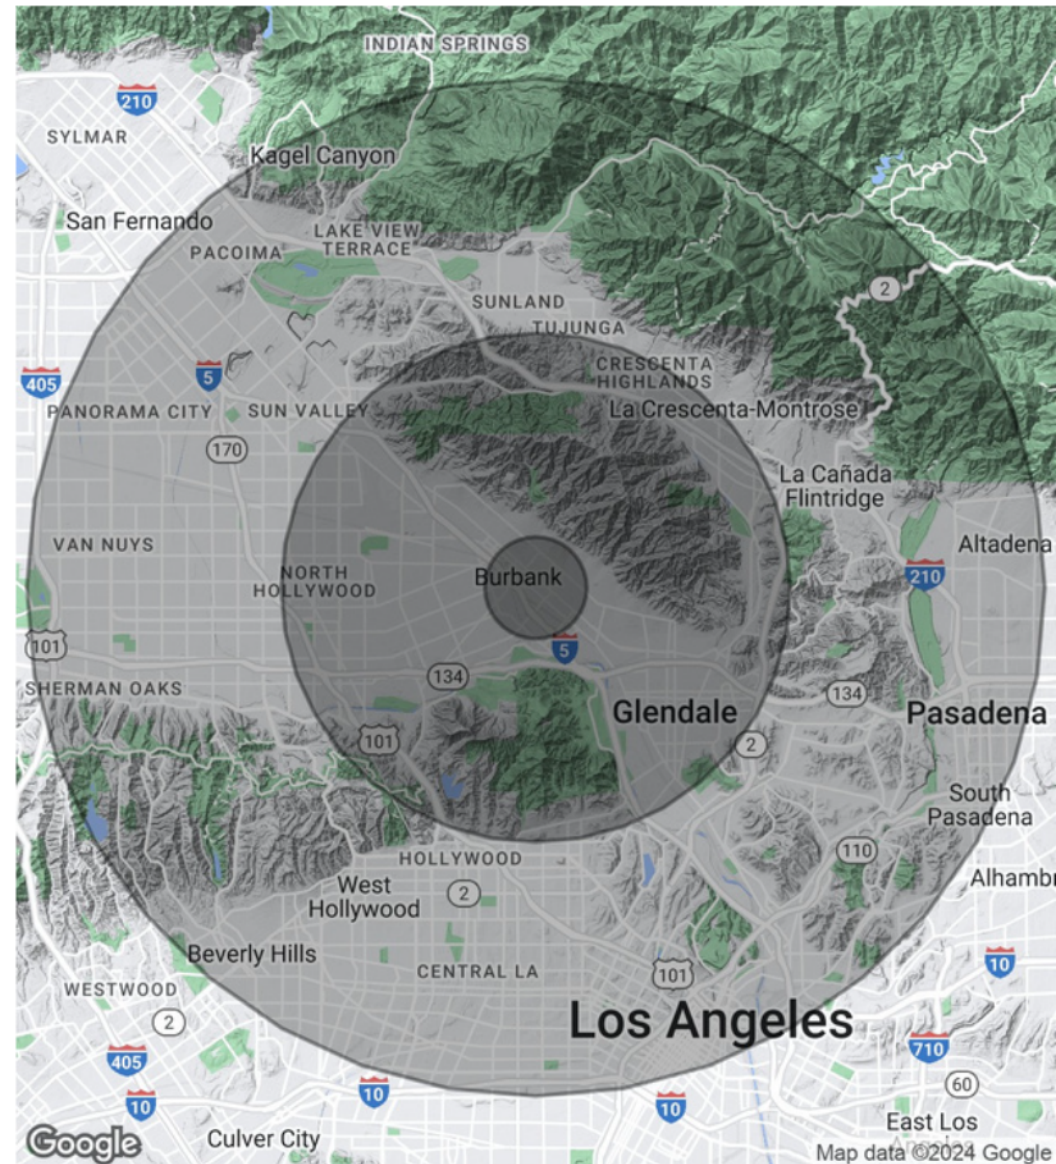 INDIAN SPRINGS
210
SYLMAR
Kagel Canyon
San Fernando
LAKE VIEW
TERRACE
PACOIMA
2
SUNLAND
TUJUNGA
405
5
CRESCENTA
HIGHLANDS
PANORAMA CITY
SUN VALLEY
La Crescenta-Montrose
170
La Cañada
Flintridge
VAN NUYS
Altadena
NORTH
HOLLYWOOD
Burbank
210
101
5
SHERMAN OAKS
134
134
Glendale
Pasadena
101
2
South
Pasadena
HOLLYWOOD
110
West
Hollywood
2
Alhambr
Beverly Hills
CENTRAL LA
101
10
WESTWOOD
2
Los Angeles
405
710
10
10
10
60
East Los
Angeles
Culver City
Google
Map data ©2024 Google